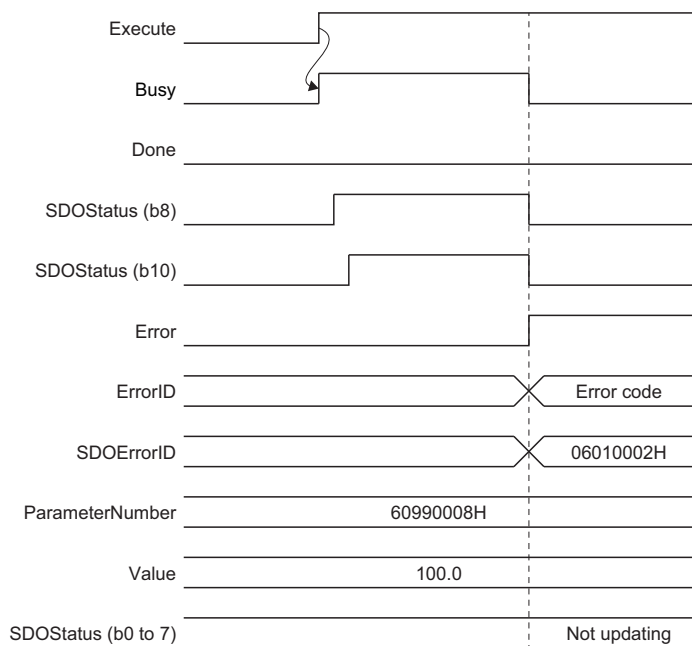 Execute
Busy
Done
SDOStatus (b8)
SDOStatus (b10)
Error
ErrorID
Error code
SDOErrorID
06010002H
ParameterNumber
60990008H
Value
100.0
SDOStatus (b0 to 7)
Not updating